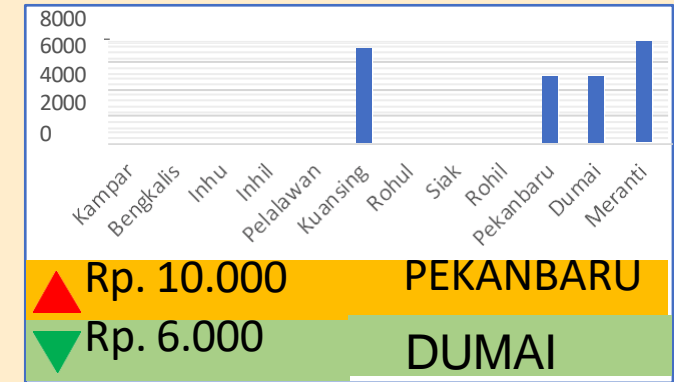 8000
6000
4000
2000
0
Kampar
Bengkalis
Inhu
Inhil
Pelalawan
Kuansing
Rohul
Siak
Rohil
Pekanbaru
Dumai
Meranti
Rp. 10.000 PEKANBARU
Rp. 6.000 DUMAI